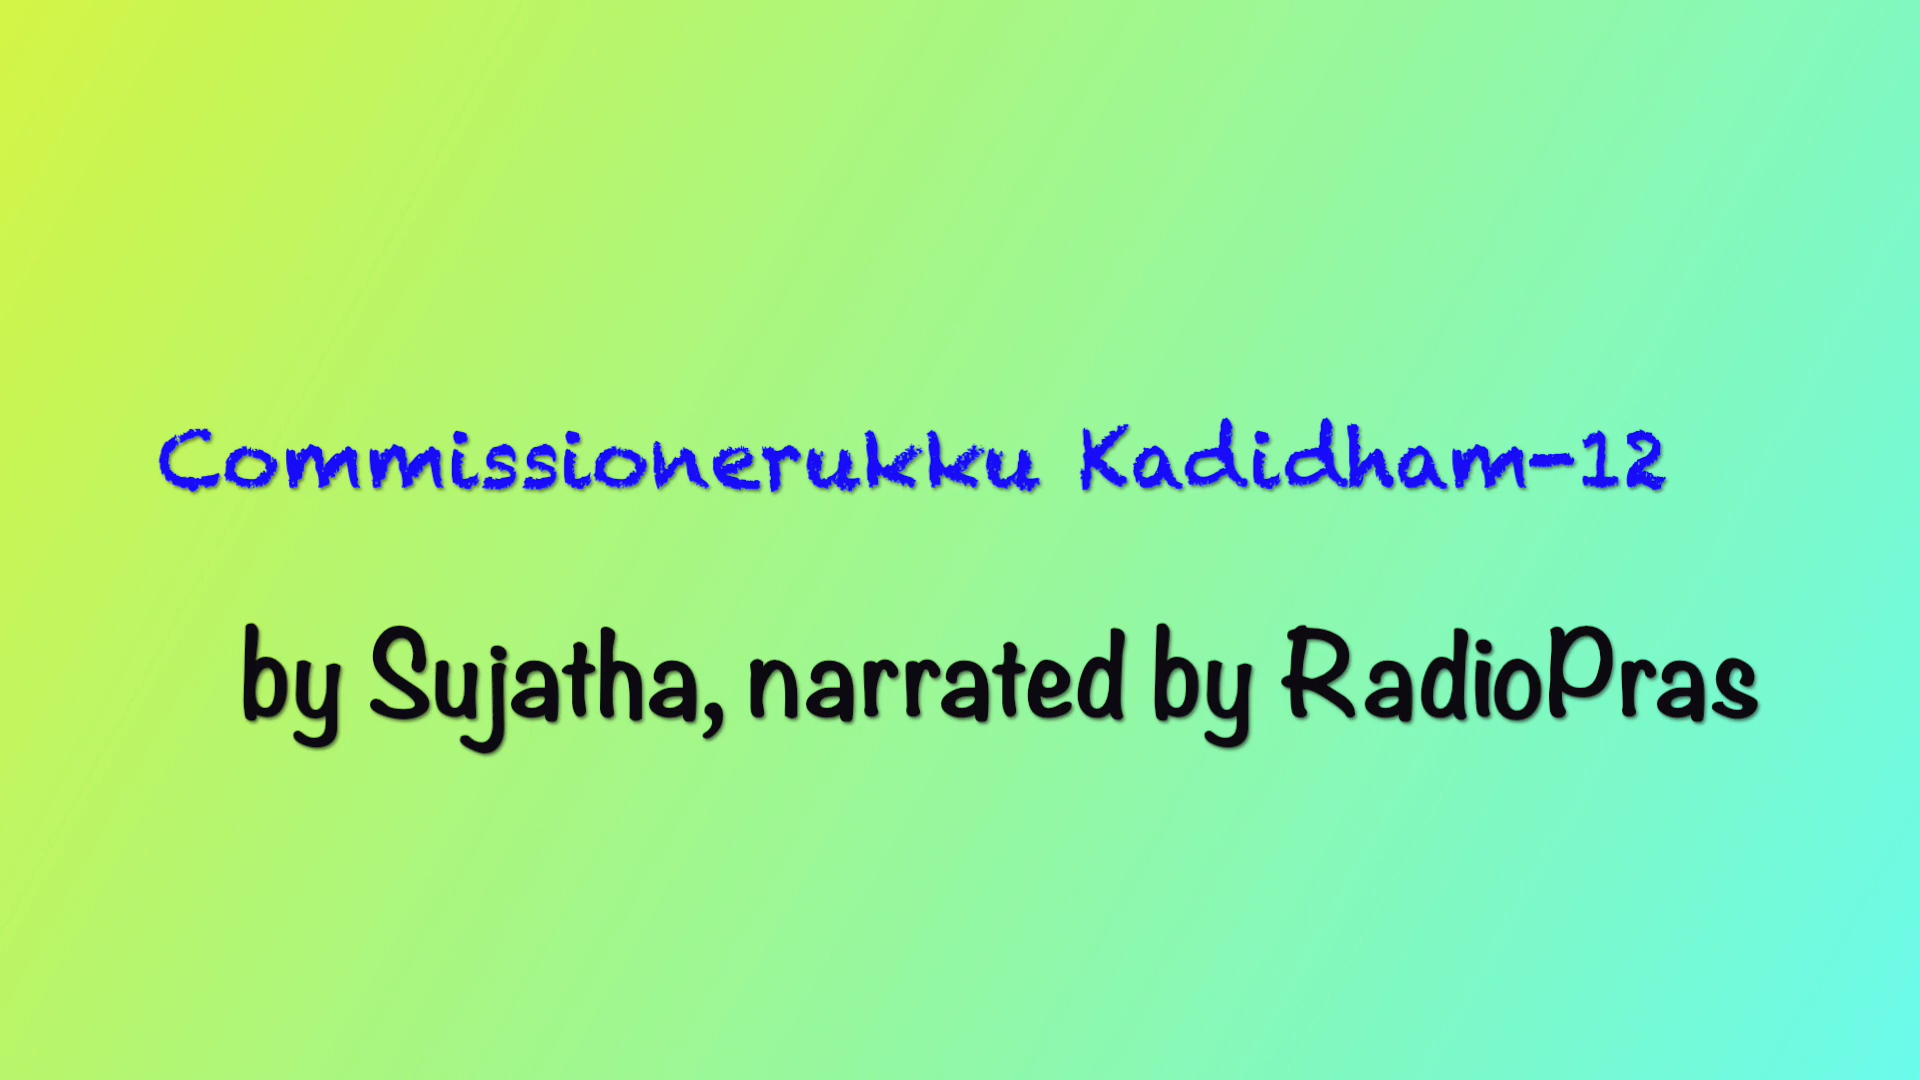 Commissionerukku Kadidham-12
by Sujatha, narrated by RadioPras